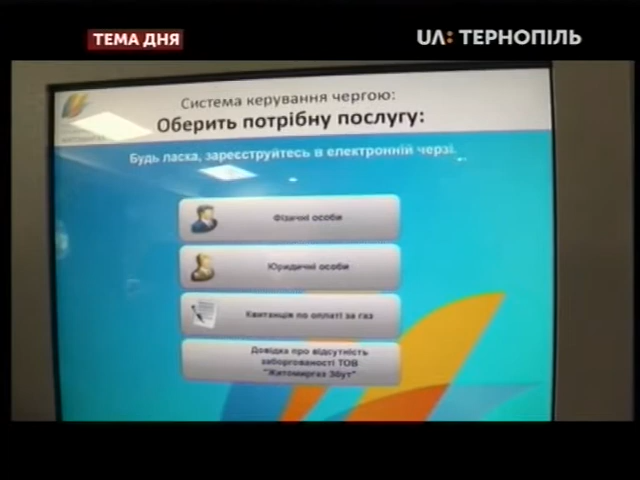 ТЕМА ДНЯ
UA: ТЕРНОПІЛЬ
Система керування чергою:
Оберить потрібну послугу:
Будь ласка, зареєструйтесь в електронній черзі.
Фізичні особи
Юридичні особи
Квитанція по оплаті за газ
Довідка про відсутність
заборгованості ТОВ
"Житомиргаз Збут"